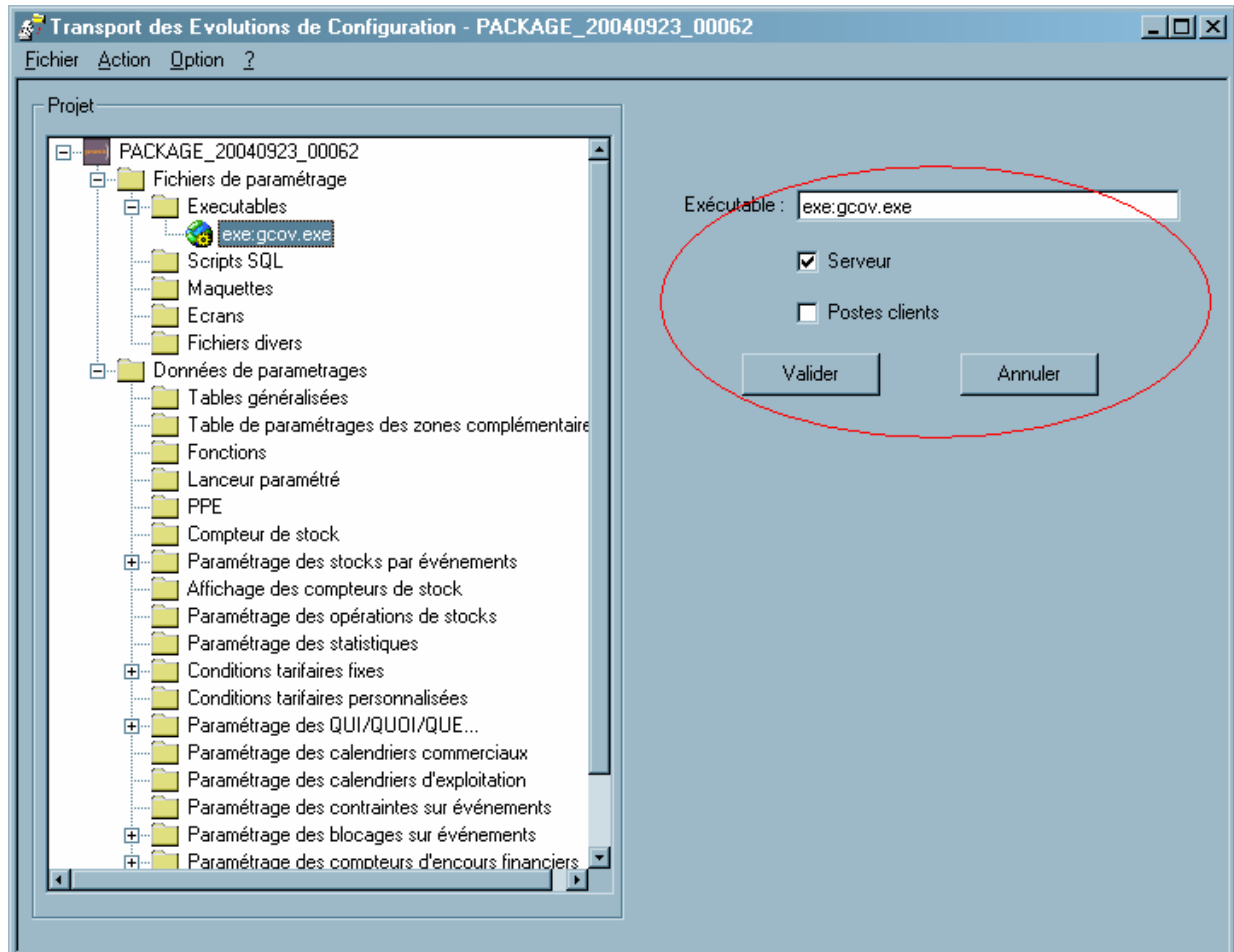 Transport des Evolutions de Configuration - PACKAGE_20040923_00062
Fichier Action Option ?
Projet
PACKAGE_20040923_00062
Fichiers de paramétrage
Executables
exe:gcov.exe
Scripts SQL
Maquettes
Ecrans
Fichiers divers
Données de parametrages
Tables généralisées
Table de paramétrages des zones complémentaire
Fonctions
Lanceur paramétré
PPE
Compteur de stock
Paramétrage des stocks par événements
Affichage des compteurs de stock
Paramétrage des opérations de stocks
Paramétrage des statistiques
Conditions tarifaires fixes
Conditions tarifaires personnalisées
Paramétrage des QUI/QUOI/QUE...
Paramétrage des calendriers commerciaux
Paramétrage des calendriers d'exploitation
Paramétrage des contraintes sur événements
Paramétrage des blocages sur événements
Paramétrage des compteurs d'encours financiers
Exécutable : exe:gcov.exe
Serveur
Postes clients
Valider Annuler